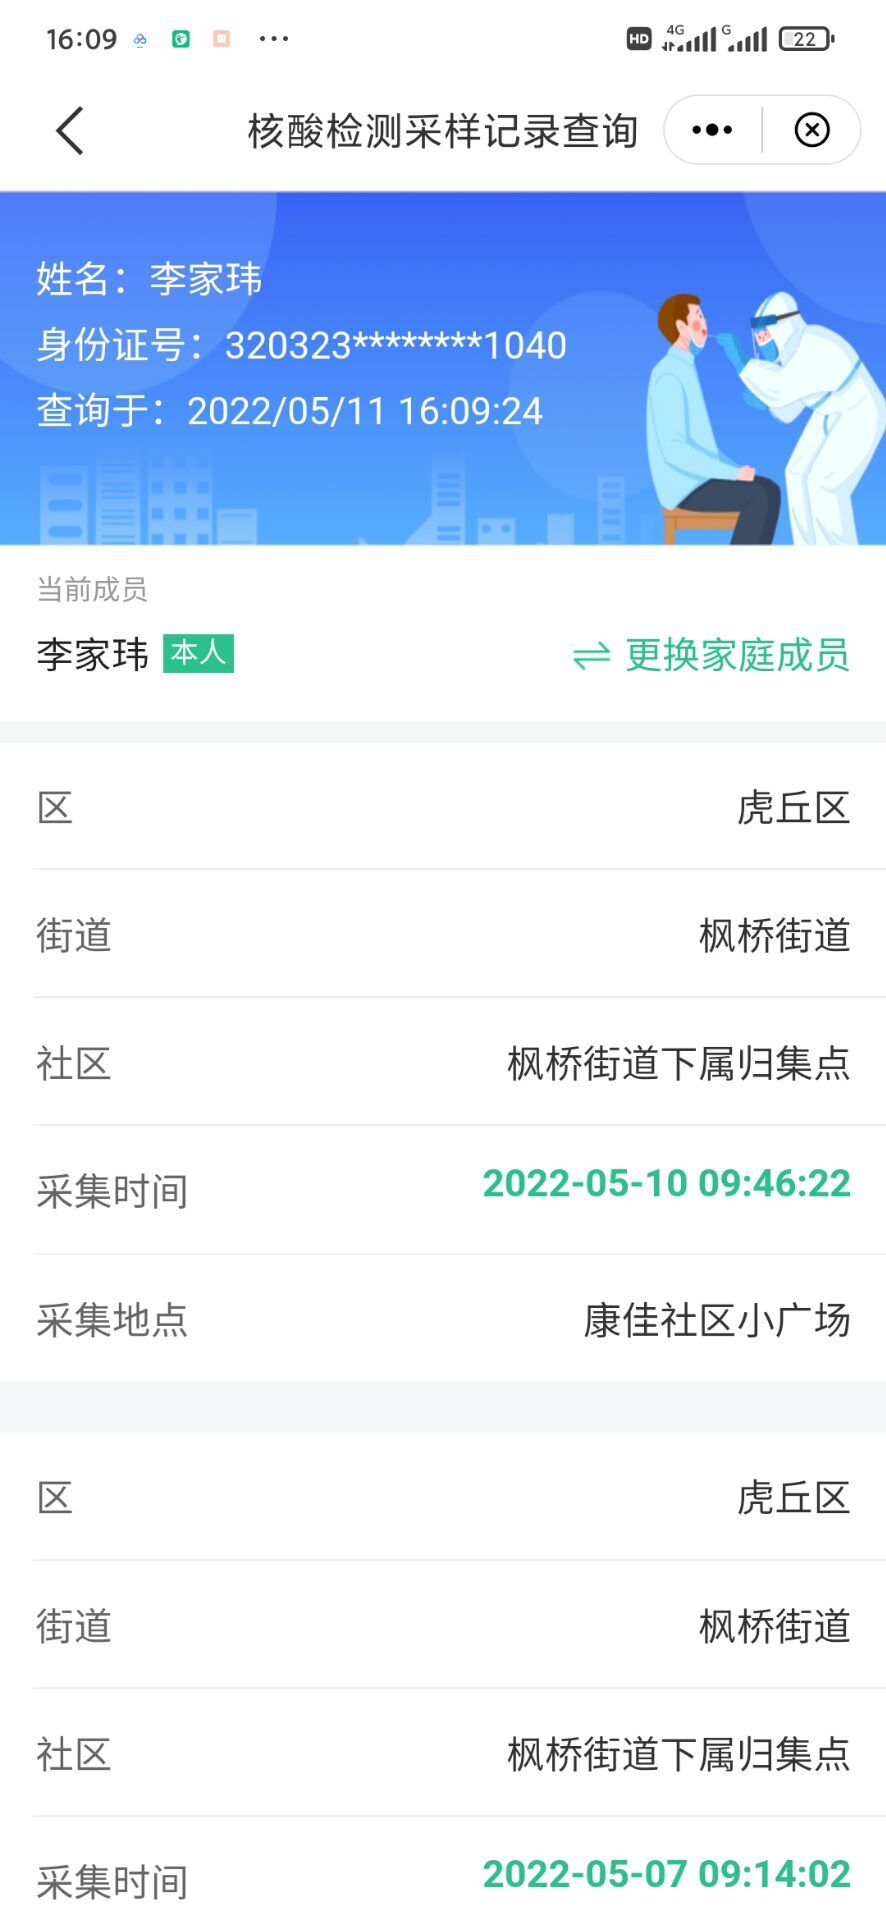 16:09 ... HD 4G G 22
核酸检测采样记录查询
姓名：李家玮
身份证号：320323********1040
查询于：2022/05/11 16:09:24
当前成员
李家玮 本人 更换家庭成员
区 虎丘区
街道 枫桥街道
社区 枫桥街道下属归集点
采集时间 2022-05-10 09:46:22
采集地点 康佳社区小广场
区 虎丘区
街道 枫桥街道
社区 枫桥街道下属归集点
采集时间 2022-05-07 09:14:02